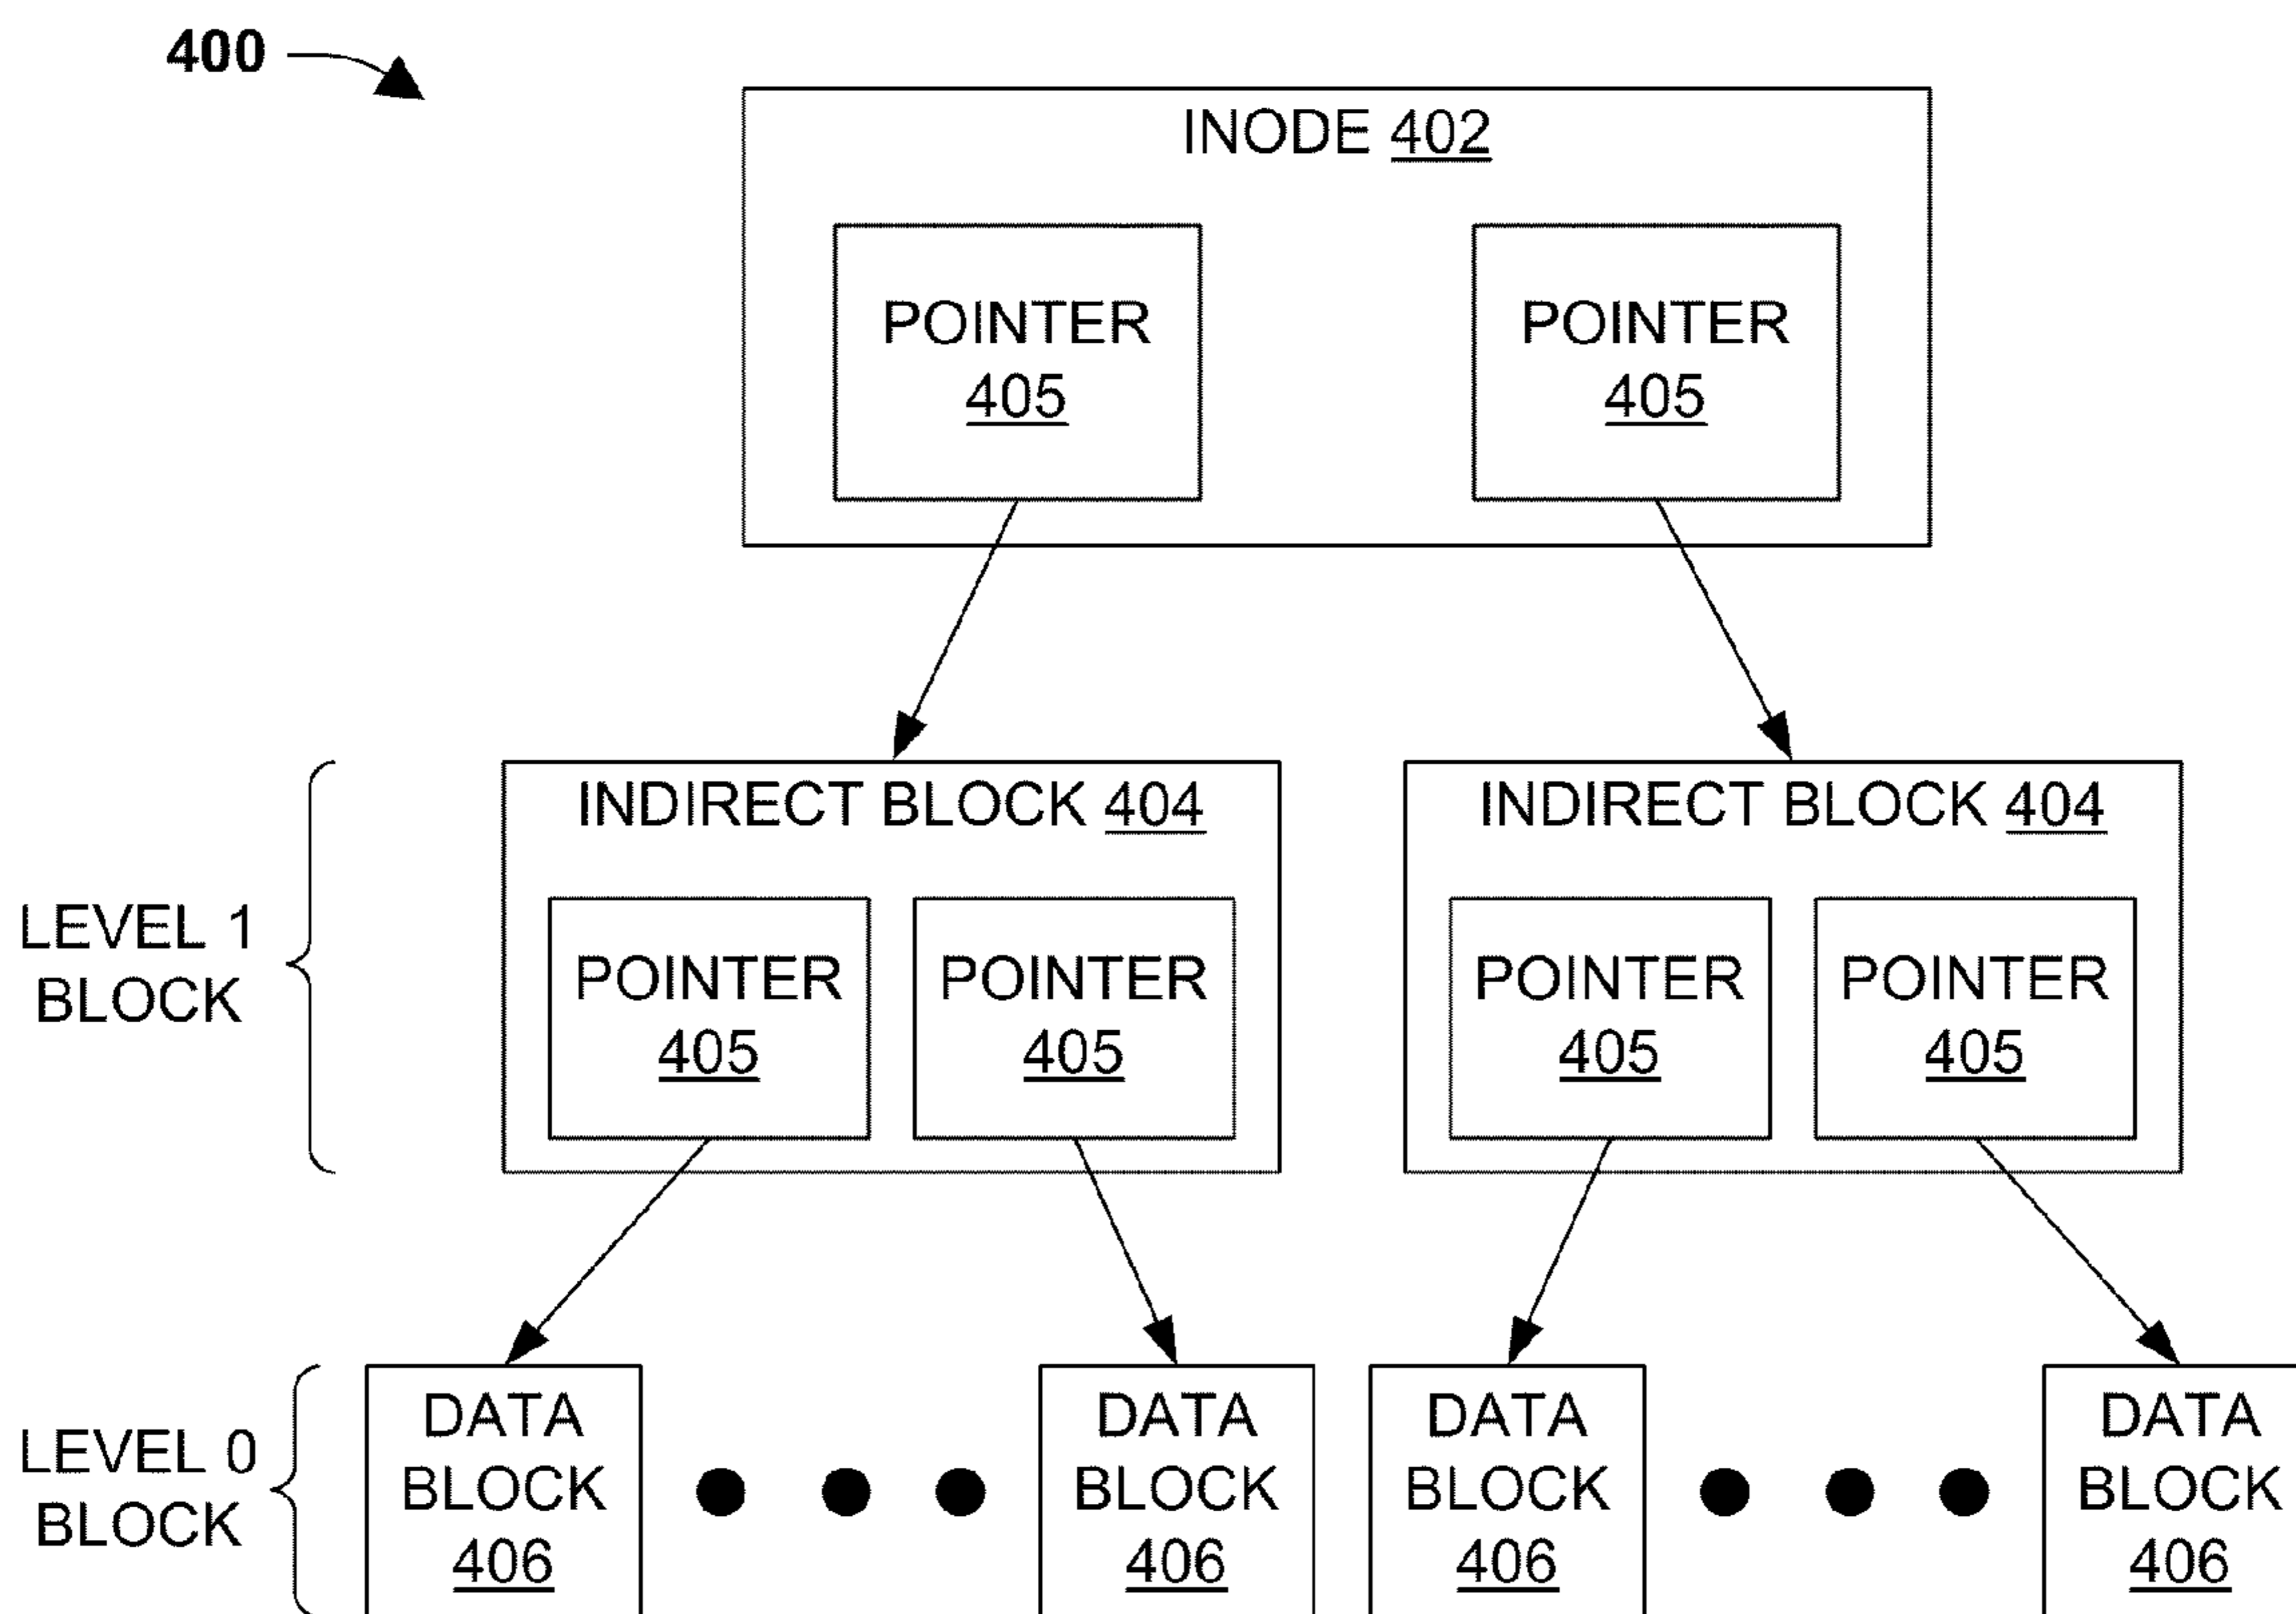 400
INODE 402
POINTER
405
POINTER
405
LEVEL 1
BLOCK
INDIRECT BLOCK 404
POINTER
405
POINTER
405
INDIRECT BLOCK 404
POINTER
405
POINTER
405
LEVEL 0
BLOCK
DATA
BLOCK
406
DATA
BLOCK
406
DATA
BLOCK
406
DATA
BLOCK
406